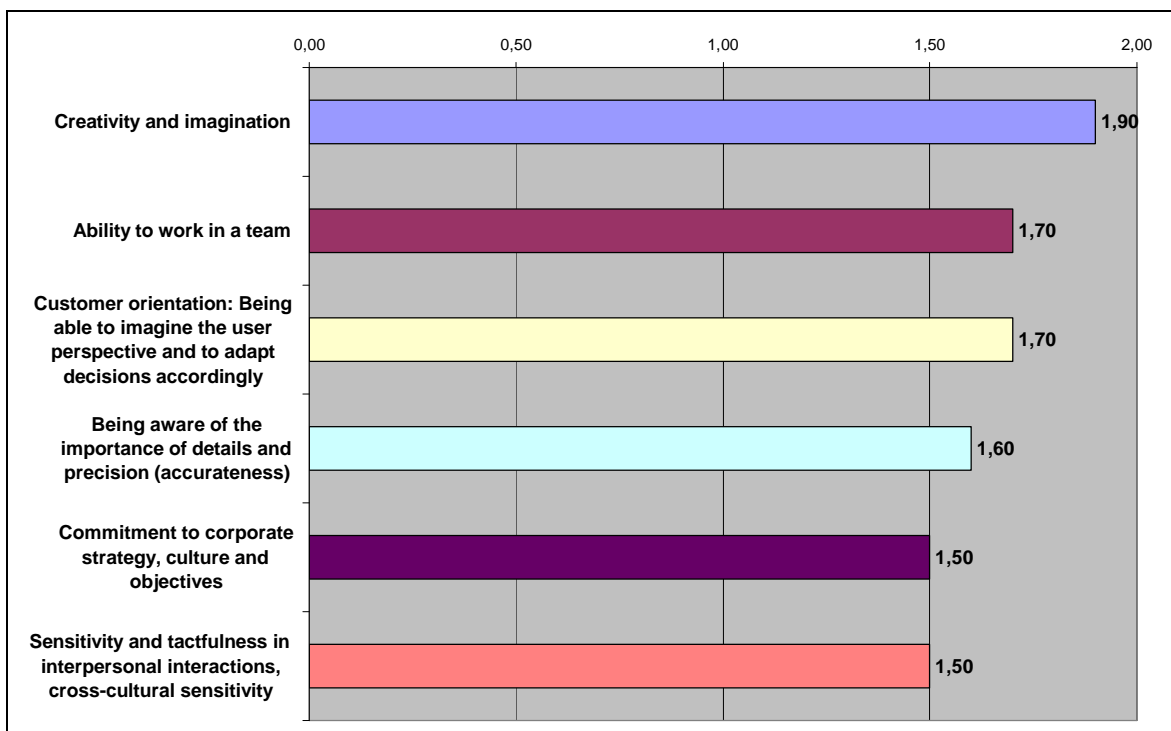 0,00 0,50 1,00 1,50 2,00
Creativity and imagination
1,90
Ability to work in a team
1,70
Customer orientation: Being
able to imagine the user
perspective and to adapt
decisions accordingly
1,70
Being aware of the
importance of details and
precision (accurateness)
1,60
Commitment to corporate
strategy, culture and
objectives
1,50
Sensitivity and tactfulness in
interpersonal interactions,
cross-cultural sensitivity
1,50